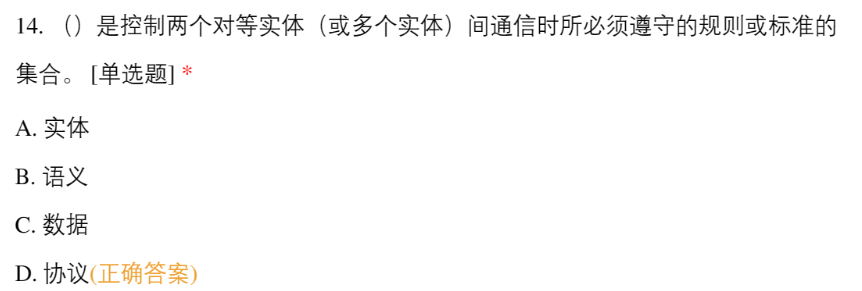 14. （）是控制两个对等实体（或多个实体）间通信时所必须遵守的规则或标准的
集合。 [单选题] *
A. 实体
B. 语义
C. 数据
D. 协议(正确答案)